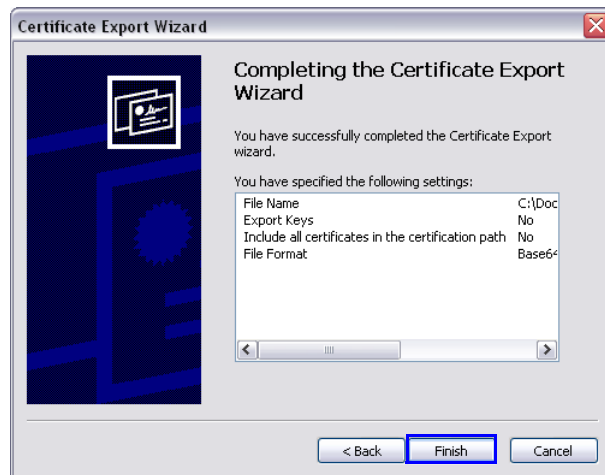 Certificate Export Wizard
Completing the Certificate Export
Wizard
You have successfully completed the Certificate Export
wizard.
You have specified the following settings:
File Name C:\Doc
Export Keys No
Include all certificates in the certification path No
File Format Base64
< Back Finish Cancel